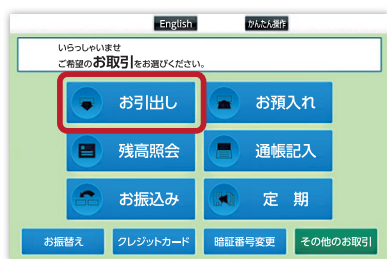 English かんたん操作
いらっしゃいませ
ご希望のお取引をお選びください。
お引出し お預入れ
残高照会 通帳記入
お振込み 定 期
お振替え クレジットカード 暗証番号変更 その他のお取引